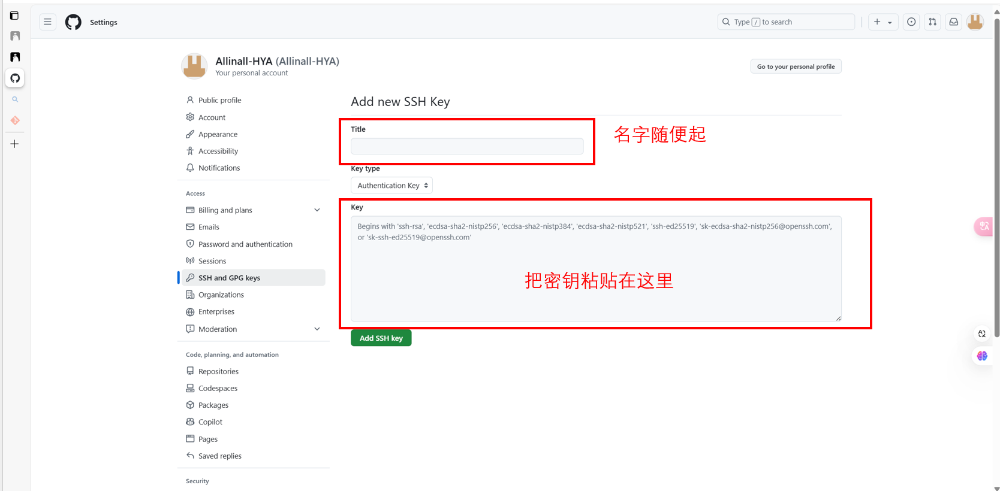 Settings
Type / to search
Allinall-HYA (Allinall-HYA)
Your personal account
Go to your personal profile
Public profile
Account
Appearance
Accessibility
Notifications
Access
Billing and plans
Emails
Password and authentication
Sessions
SSH and GPG keys
Organizations
Enterprises
Moderation
Code, planning, and automation
Repositories
Codespaces
Packages
Copilot
Pages
Saved replies
Security
Add new SSH Key
Title
名字随便起
Key type
Authentication Key
Key
Begins with 'ssh-rsa', 'ecdsa-sha2-nistp256', 'ecdsa-sha2-nistp384', 'ecdsa-sha2-nistp521', 'ssh-ed25519', 'sk-ecdsa-sha2-nistp256@openssh.com',
or 'sk-ssh-ed25519@openssh.com'
把密钥粘贴在这里
Add SSH key